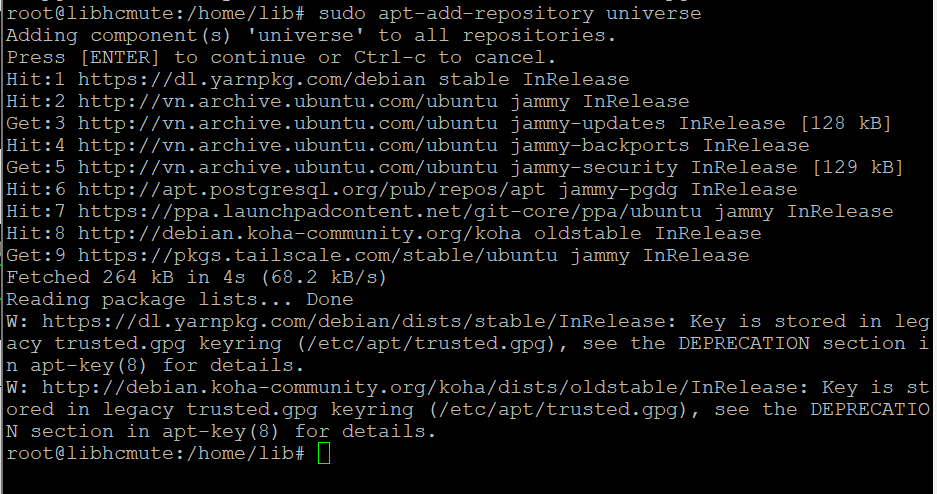 root@libhcmute:/home/lib# sudo apt-add-repository universe
Adding component(s) 'universe' to all repositories.
Press [ENTER] to continue or Ctrl-c to cancel.
Hit:1 https://dl.yarnpkg.com/debian stable InRelease
Hit:2 http://vn.archive.ubuntu.com/ubuntu jammy InRelease
Get:3 http://vn.archive.ubuntu.com/ubuntu jammy-updates InRelease [128 kB]
Hit:4 http://vn.archive.ubuntu.com/ubuntu jammy-backports InRelease
Get:5 http://vn.archive.ubuntu.com/ubuntu jammy-security InRelease [129 kB]
Hit:6 http://apt.postgresql.org/pub/repos/apt jammy-pgdg InRelease
Hit:7 https://ppa.launchpadcontent.net/git-core/ppa/ubuntu jammy InRelease
Hit:8 http://debian.koha-community.org/koha oldstable InRelease
Get:9 https://pkgs.tailscale.com/stable/ubuntu jammy InRelease
Fetched 264 kB in 4s (68.2 kB/s)
Reading package lists... Done
W: https://dl.yarnpkg.com/debian/dists/stable/InRelease: Key is stored in leg
acy trusted.gpg keyring (/etc/apt/trusted.gpg), see the DEPRECATION section i
n apt-key(8) for details.
W: http://debian.koha-community.org/koha/dists/oldstable/InRelease: Key is st
ored in legacy trusted.gpg keyring (/etc/apt/trusted.gpg), see the DEPRECATIO
N section in apt-key(8) for details.
root@libhcmute:/home/lib#